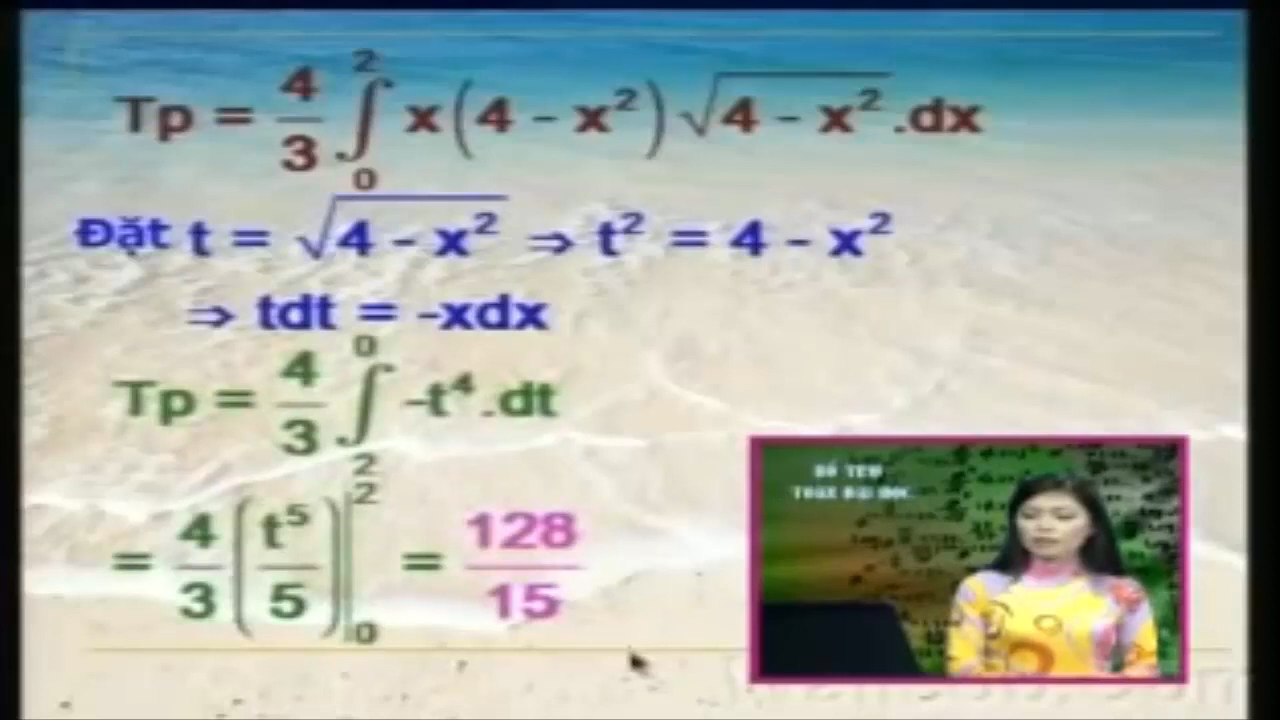 Tp = 4/3 ∫₀² x(4 - x²)√(4 - x²).dx
Đặt t = √(4 - x²) ⇒ t² = 4 - x²
⇒ tdt = -xdx
Tp = 4/3 ∫₂⁰ -t⁴.dt
= 4/3 (t⁵/5)|₀² = 128/15